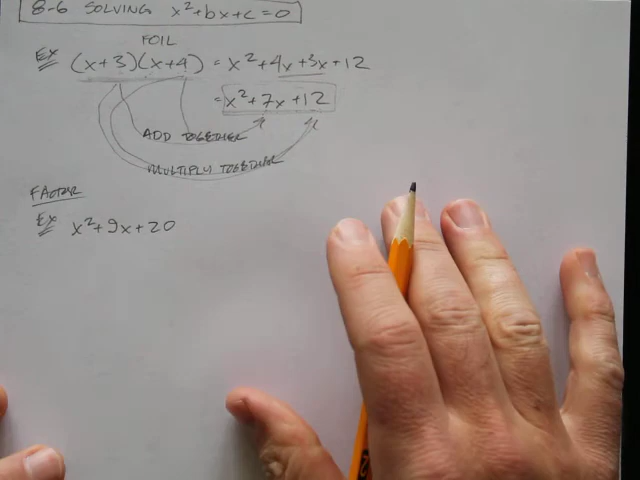 8-6 SOLVING x²+bx+c=0
FOIL
Ex (x+3)(x+4) = x²+4x+3x+12
= x²+7x+12
ADD TOGETHER
MULTIPLY TOGETHER
FACTOR
Ex x²+9x+20